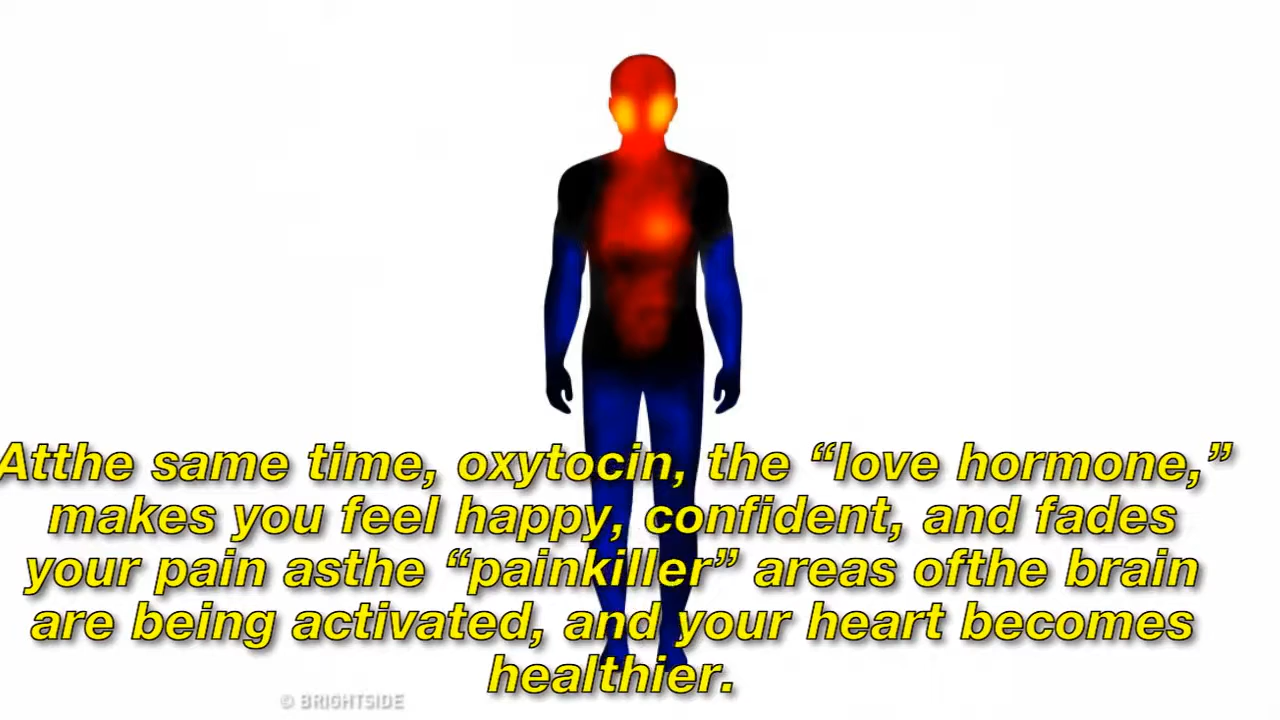 Atthe same time, oxytocin, the “love hormone,”
makes you feel happy, confident, and fades
your pain asthe “painkiller” areas ofthe brain
are being activated, and your heart becomes
healthier.
© BRIGHTSIDE